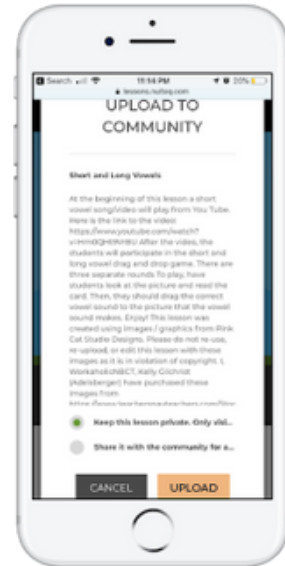 Search 11:14 PM 20%
lessons.nutleg.com
UPLOAD TO
COMMUNITY
Short and Long Vowels
At the beginning of this lesson a short
vowel song/video will play from You Tube.
Here is the link to the video:
https://www.youtube.com/watch?
After the video, the
students will participate in the short and
long vowel drag and drop game. There are
three separate rounds To play, have
students look at the picture and read the
card. Then, they should drag the correct
vowel sound to the picture that the vowel
sound makes. Enjoy! This lesson was
created using images / graphics from Pink
Cat Studio Designs. Please do not re-use,
re-upload, or edit this lesson with these
images as it is in violation of copyright. I,
WorkaholicNBCT, Kelly Gilchrist
(Adelsberger) have purchased these
images from
Keep this lesson private. Only visi...
Share it with the community for a...
CANCEL UPLOAD